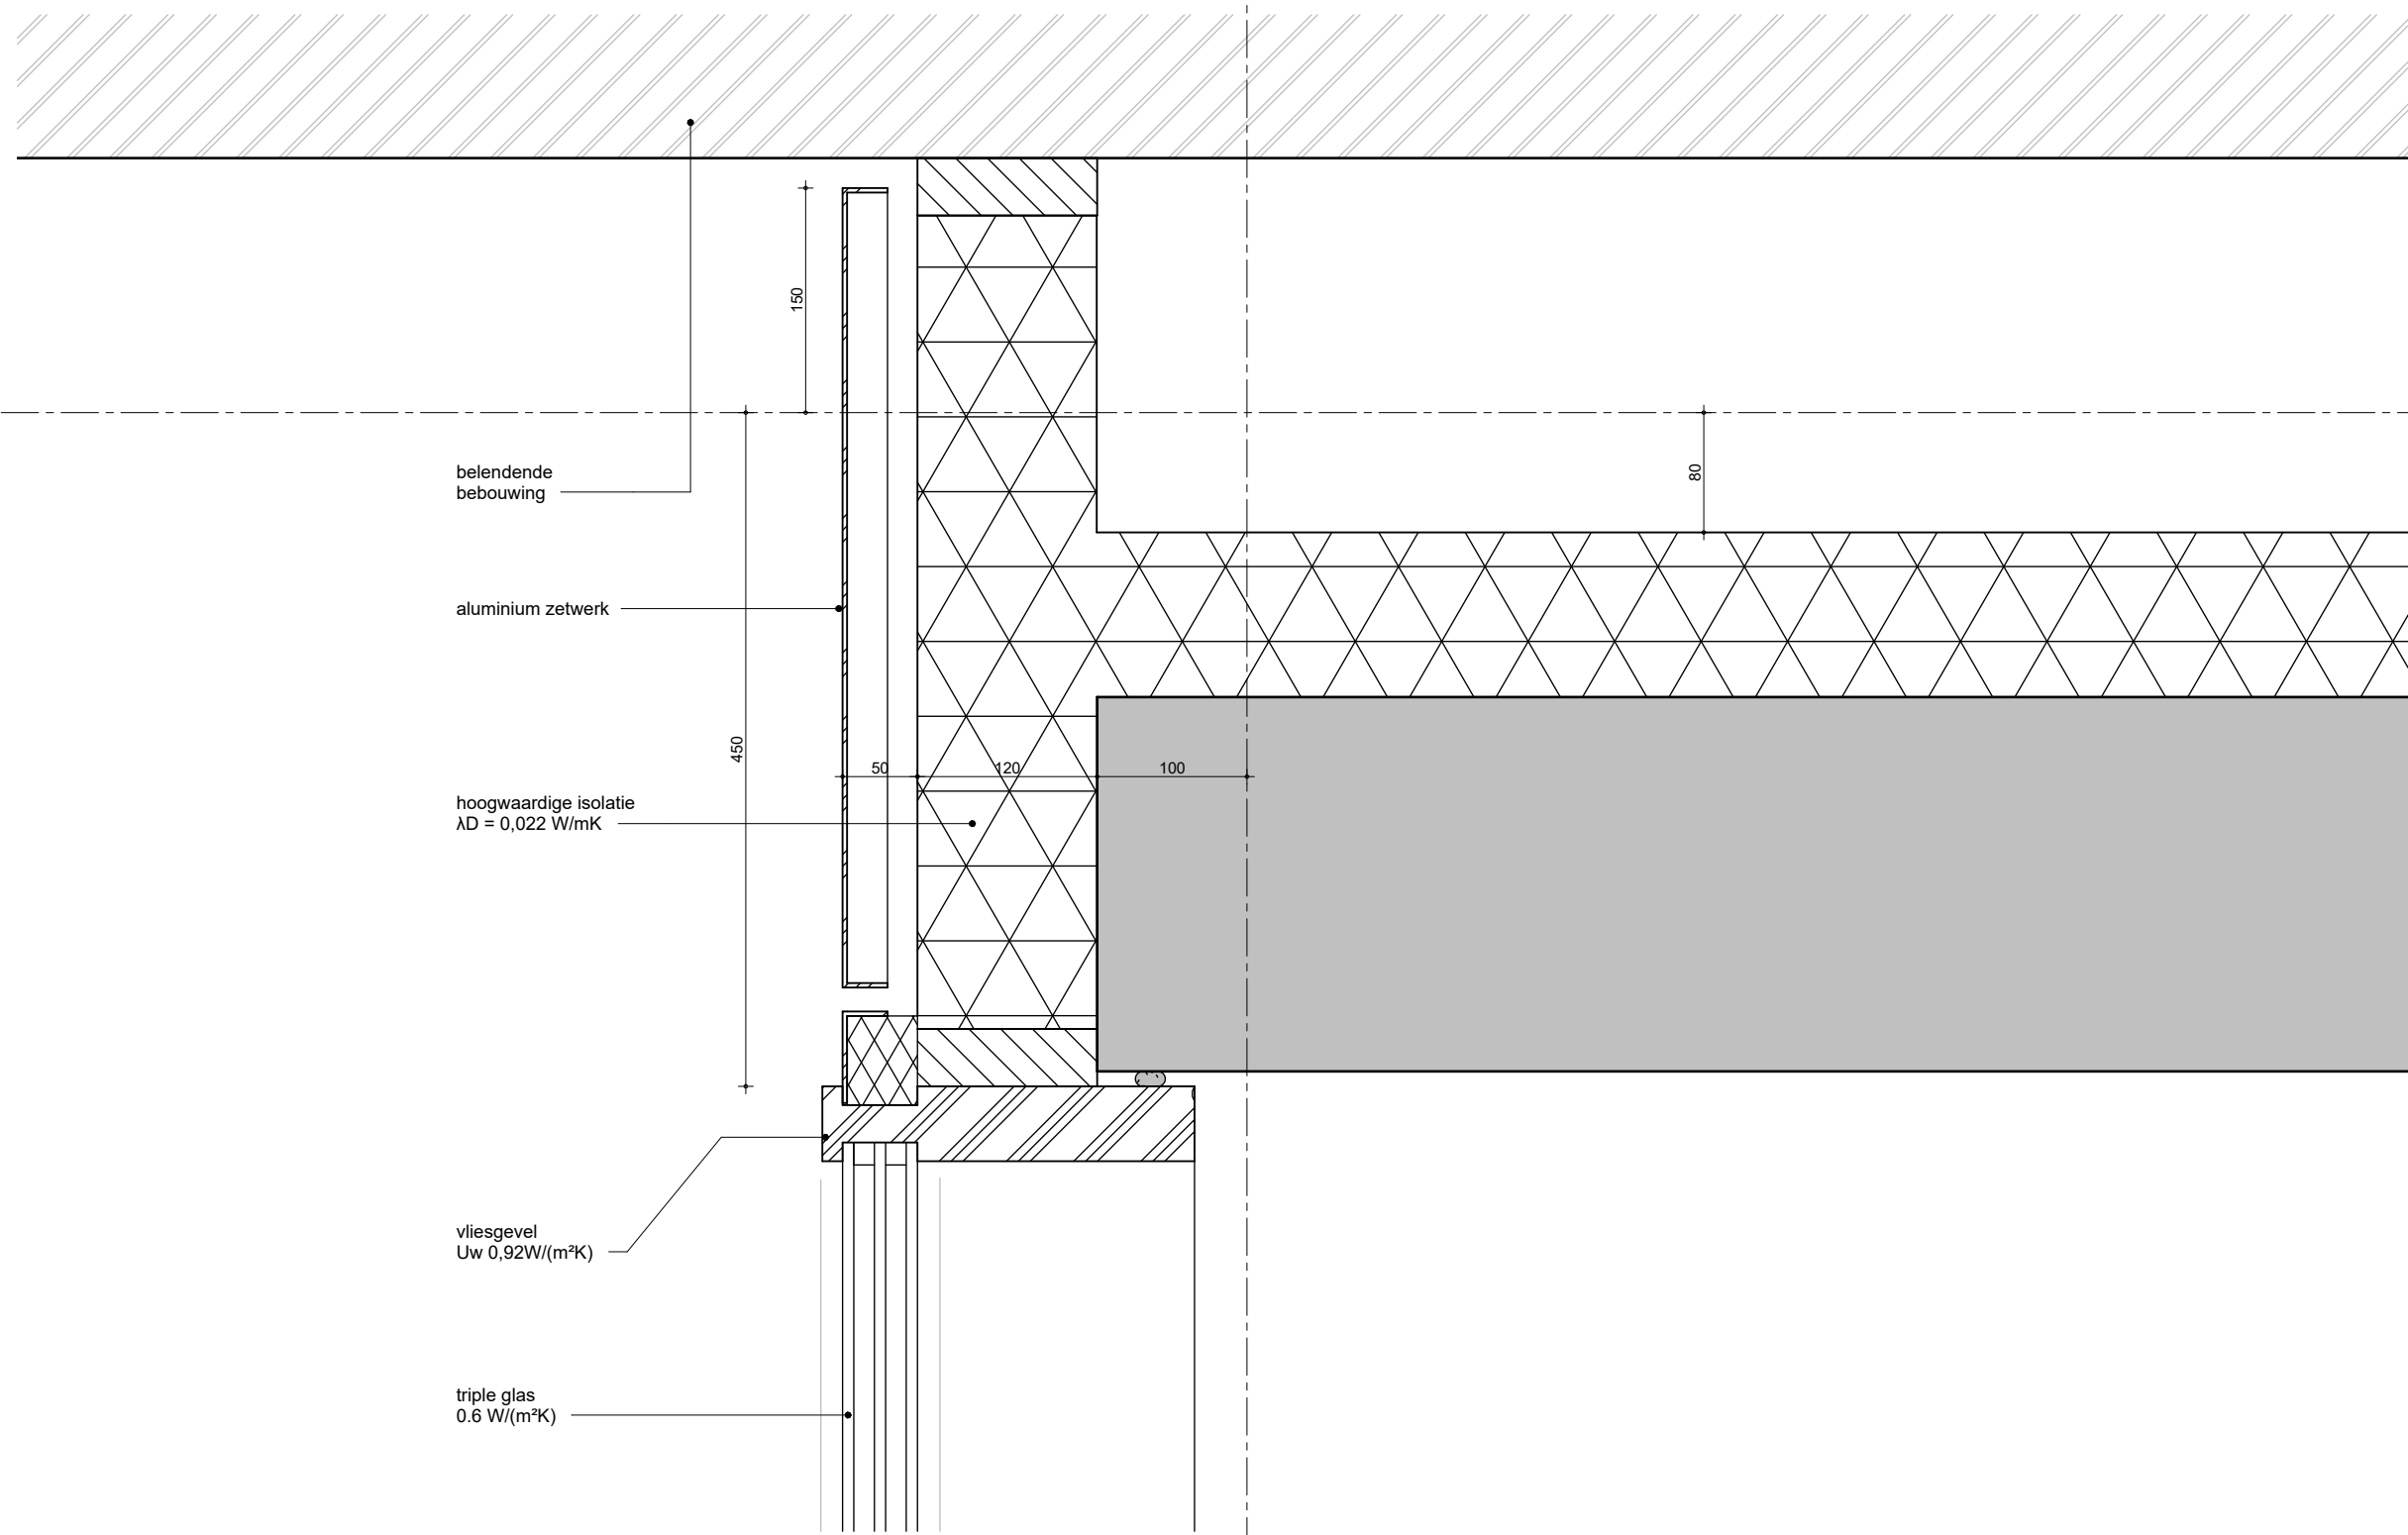 150
belendende
bebouwing
80
aluminium zetwerk
450
50
120
100
hoogwaardige isolatie
λD = 0,022 W/mK
vliesgevel
Uw 0,92W/(m²K)
triple glas
0.6 W/(m²K)